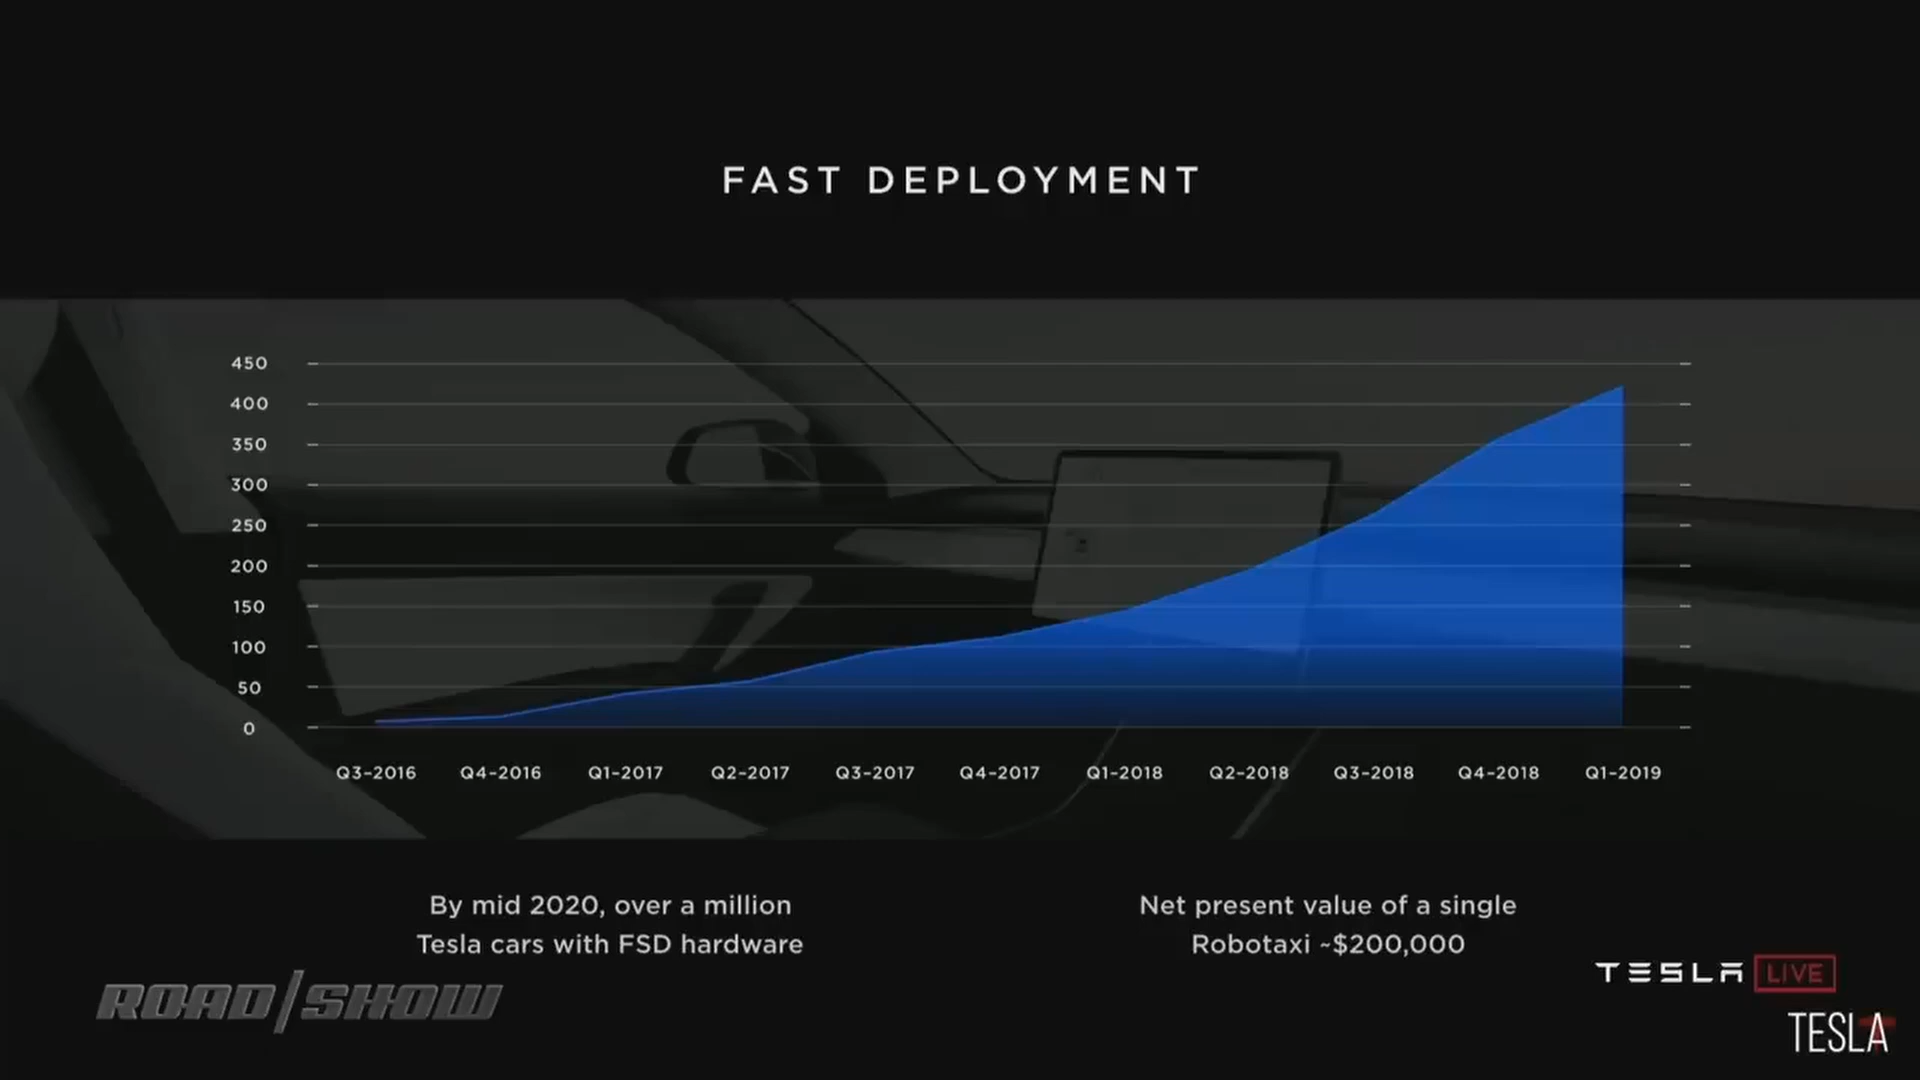 FAST DEPLOYMENT
450
400
350
300
250
200
150
100
50
0
Q3-2016 Q4-2016 Q1-2017 Q2-2017 Q3-2017 Q4-2017 Q1-2018 Q2-2018 Q3-2018 Q4-2018 Q1-2019
By mid 2020, over a million
Tesla cars with FSD hardware
Net present value of a single
Robotaxi ~$200,000
ROAD/SHOW
TESLA LIVE
TESLA